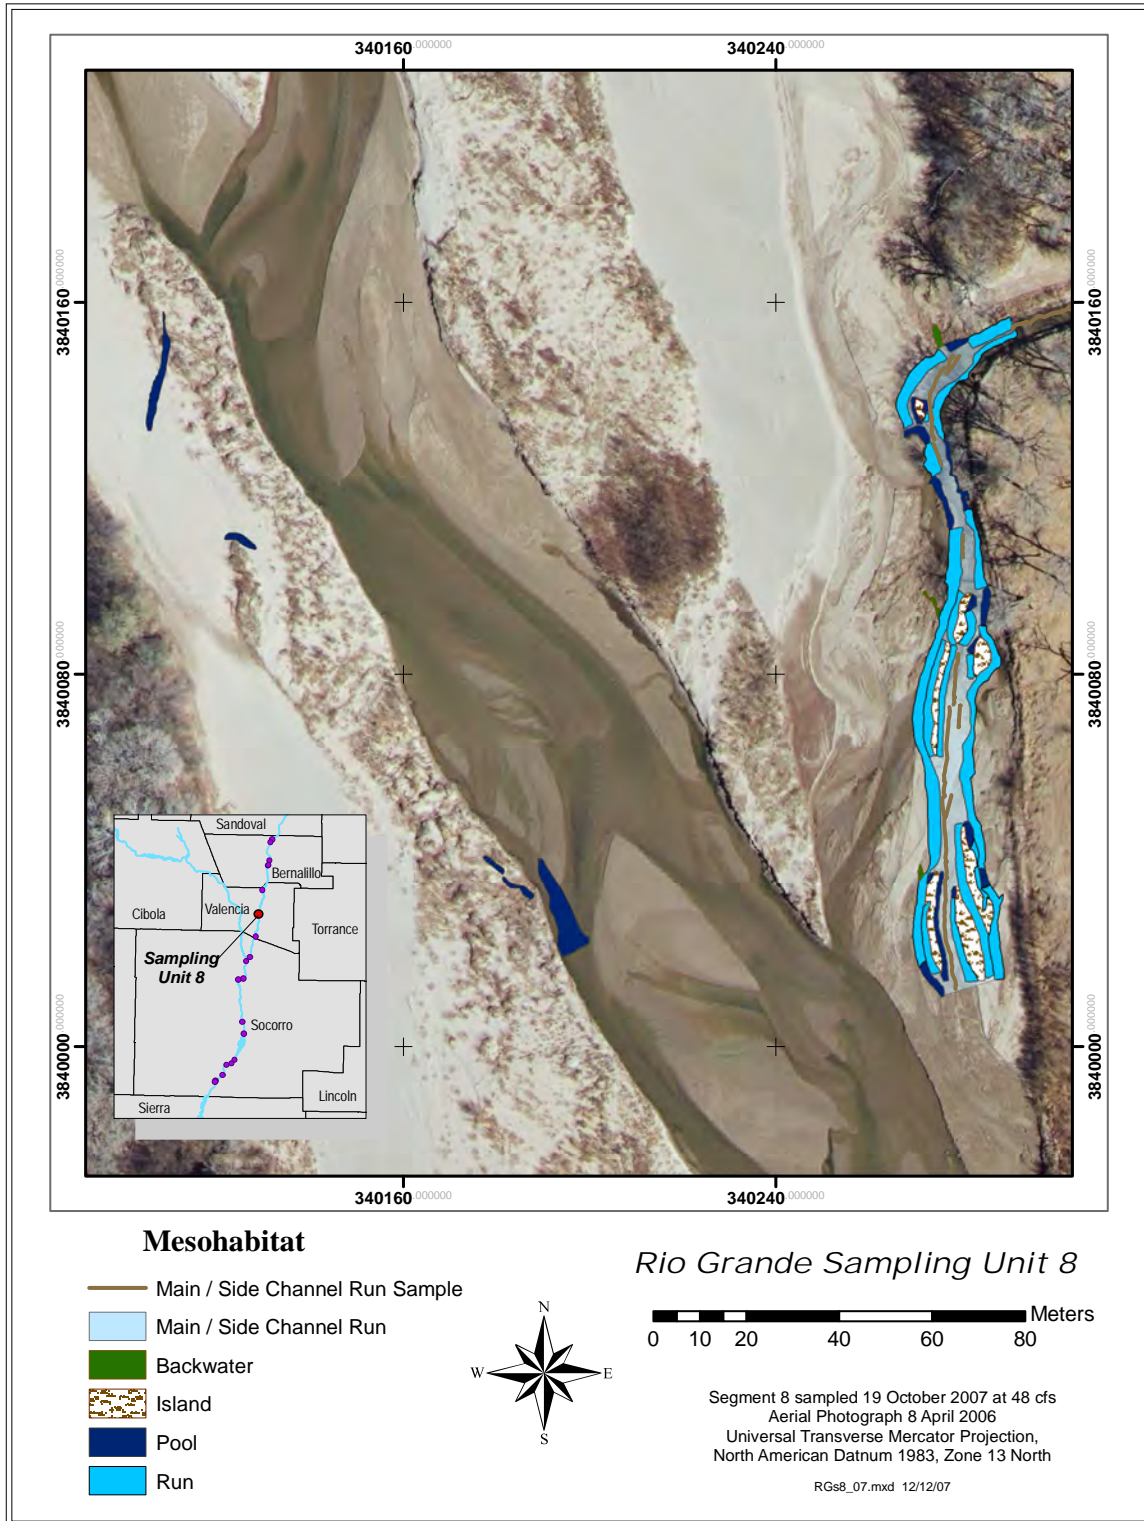 340160.000000
340240.000000
3840160.000000
3840160.000000
3840080.000000
3840080.000000
3840000.000000
3840000.000000
Sandoval
Bernalillo
Cibola
Valencia
Torrance
Sampling
Unit 8
Socorro
Sierra
Lincoln
340160.000000
340240.000000
Mesohabitat
Main / Side Channel Run Sample
Main / Side Channel Run
Backwater
Island
Pool
Run
N
W
E
S
Rio Grande Sampling Unit 8
Meters
0 10 20 40 60 80
Segment 8 sampled 19 October 2007 at 48 cfs
Aerial Photograph 8 April 2006
Universal Transverse Mercator Projection,
North American Datnum 1983, Zone 13 North
RGs8_07.mxd 12/12/07